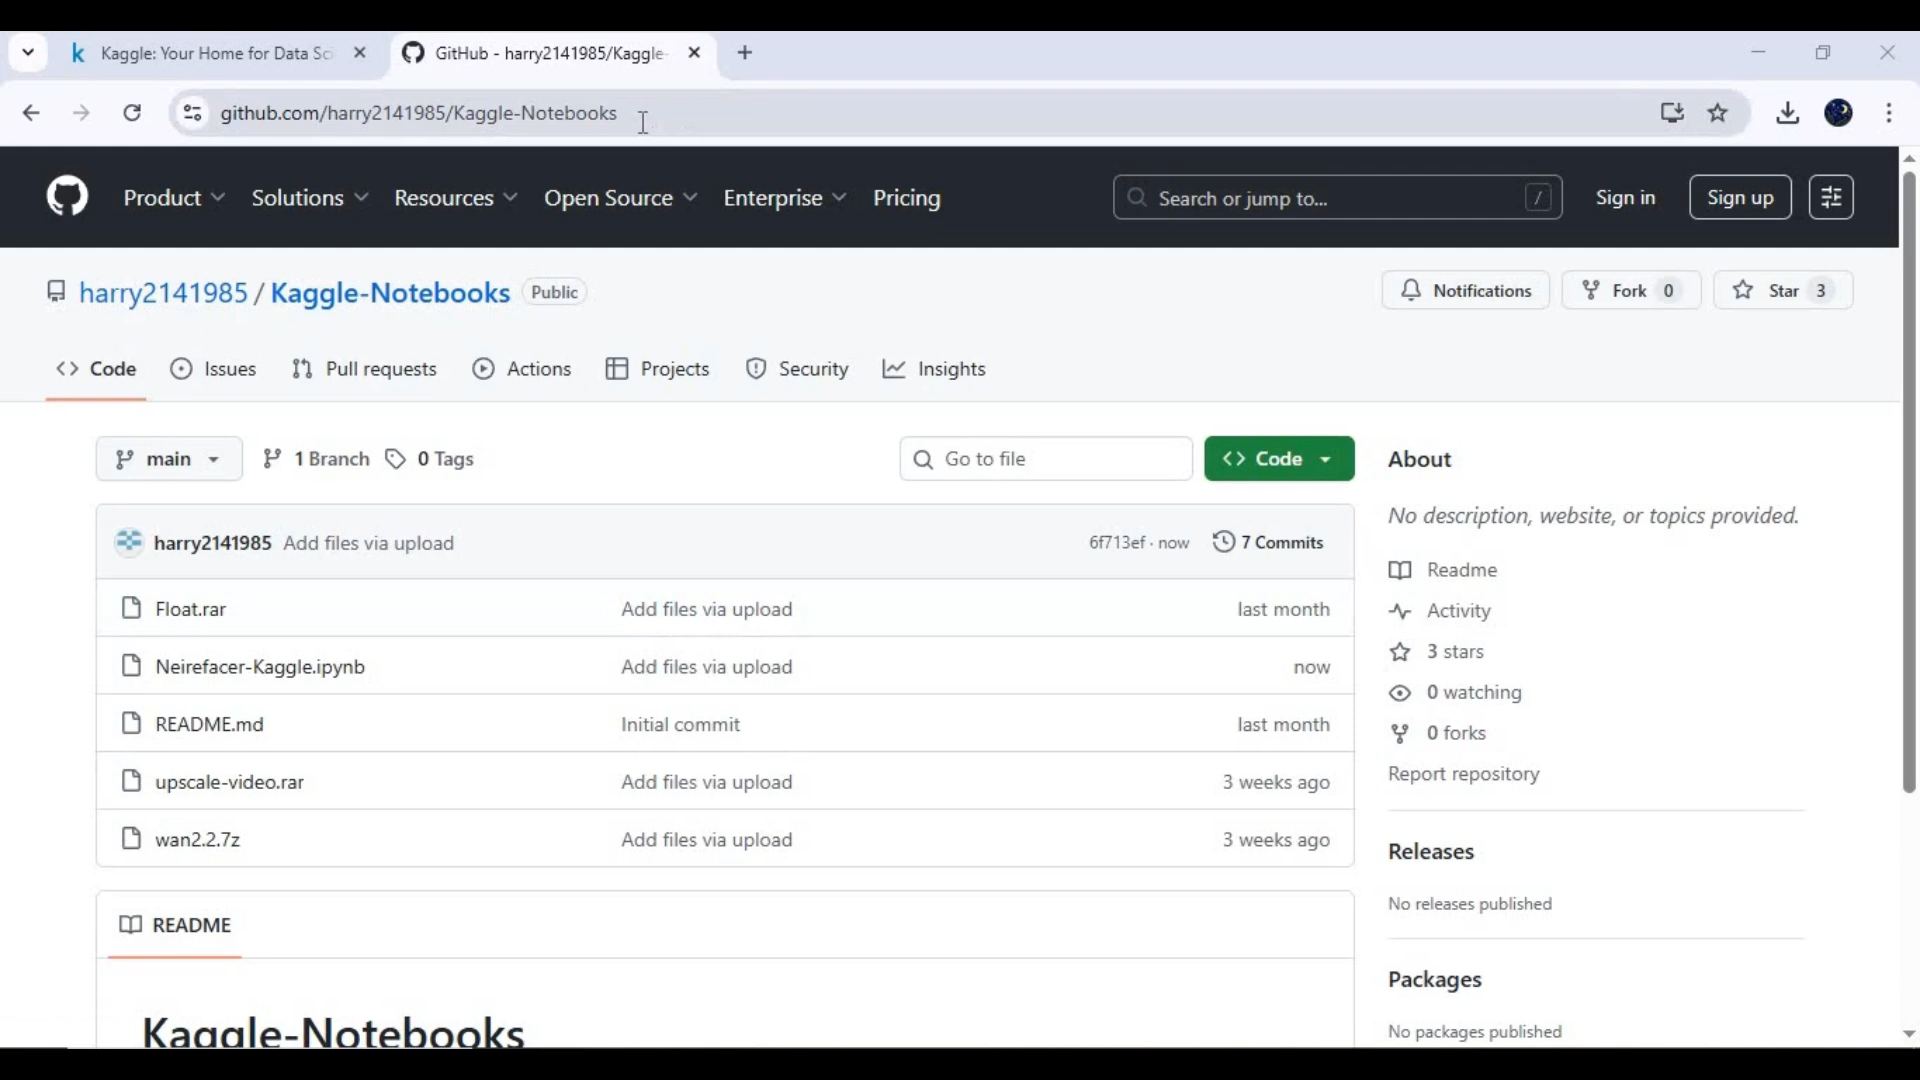 Kaggle: Your Home for Data Sci
GitHub - harry2141985/Kaggle-
github.com/harry2141985/Kaggle-Notebooks
Product Solutions Resources Open Source Enterprise Pricing Search or jump to... / Sign in Sign up
harry2141985 / Kaggle-Notebooks Public Notifications Fork 0 Star 3
Code Issues Pull requests Actions Projects Security Insights
main 1 Branch 0 Tags Go to file Code
harry2141985 Add files via upload 6f713ef · now 7 Commits
Float.rar Add files via upload last month
Neirefacer-Kaggle.ipynb Add files via upload now
README.md Initial commit last month
upscale-video.rar Add files via upload 3 weeks ago
wan2.2.7z Add files via upload 3 weeks ago
README
Kaggle-Notebooks
About
No description, website, or topics provided.
Readme
Activity
3 stars
0 watching
0 forks
Report repository
Releases
No releases published
Packages
No packages published